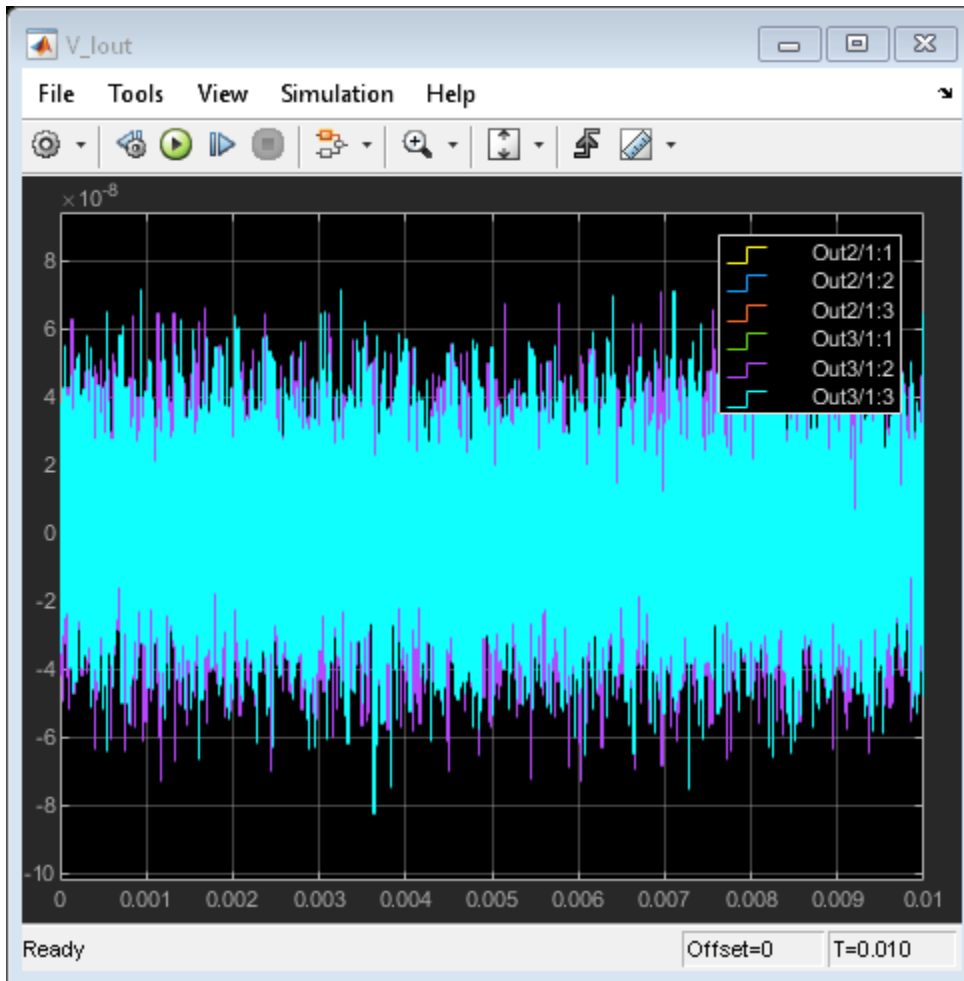 V_Iout
File Tools View Simulation Help
×10-8
Out2/1:1
Out2/1:2
Out2/1:3
Out3/1:1
Out3/1:2
Out3/1:3
8
6
4
2
0
-2
-4
-6
-8
-10
0 0.001 0.002 0.003 0.004 0.005 0.006 0.007 0.008 0.009 0.01
Ready Offset=0 T=0.010